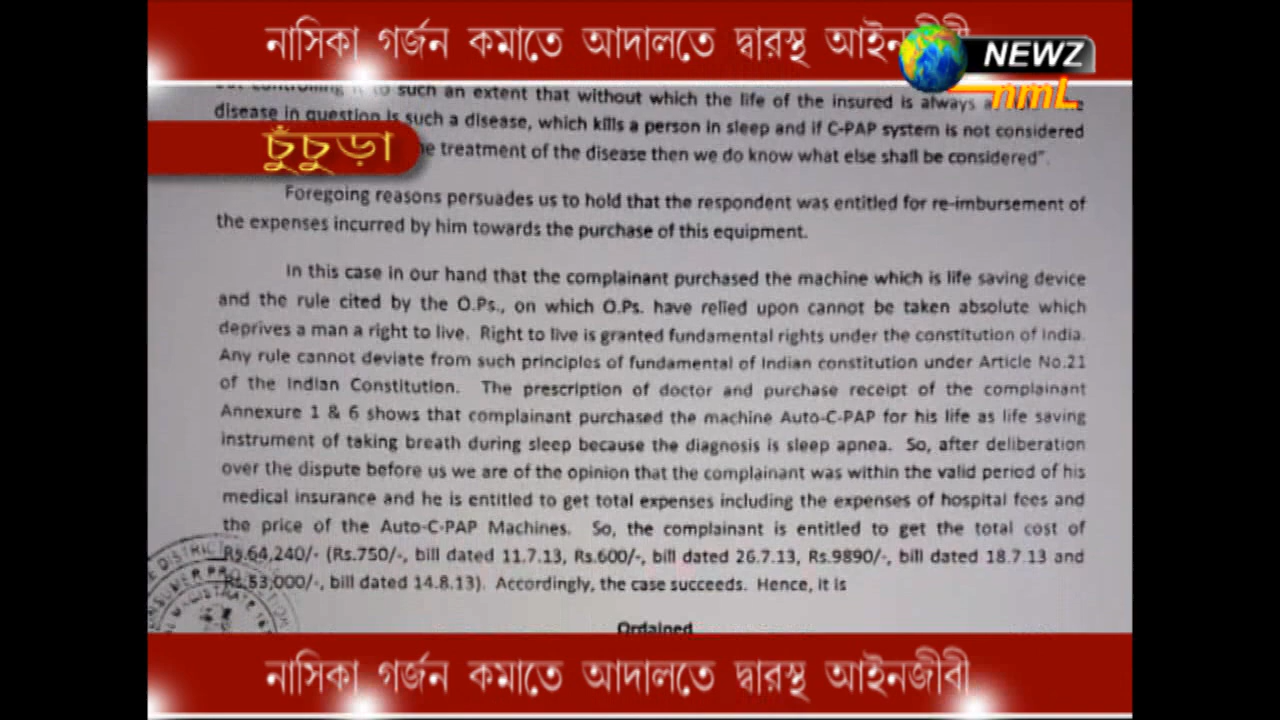 নাসিকা গর্জন কমাতে আদালতে দ্বারস্থ আইনজীবী
NEWZ
nmL
such an extent that without which the life of the insured is always
disease in question is such a disease, which kills a person in sleep and if C-PAP system is not considered
চুঁচুড়া
treatment of the disease then we do know what else shall be considered".
Foregoing reasons persuades us to hold that the respondent was entitled for re-imbursement of
the expenses incurred by him towards the purchase of this equipment.
In this case in our hand that the complainant purchased the machine which is life saving device
and the rule cited by the O.Ps., on which O.Ps. have relied upon cannot be taken absolute which
deprives a man a right to live. Right to live is granted fundamental rights under the constitution of India.
Any rule cannot deviate from such principles of fundamental of Indian constitution under Article No.21
of the Indian Constitution. The prescription of doctor and purchase receipt of the complainant
Annexure 1 & 6 shows that complainant purchased the machine Auto-C-PAP for his life as life saving
instrument of taking breath during sleep because the diagnosis is sleep apnea. So, after deliberation
over the dispute before us we are of the opinion that the complainant was within the valid period of his
medical insurance and he is entitled to get total expenses including the expenses of hospital fees and
the price of the Auto-C-PAP Machines. So, the complainant is entitled to get the total cost of
Rs.64,240/- (Rs.750/-, bill dated 11.7.13, Rs.600/-, bill dated 26.7.13, Rs.9890/-, bill dated 18.7.13 and
Rs.53,000/-, bill dated 14.8.13). Accordingly, the case succeeds. Hence, it is
Ordained
নাসিকা গর্জন কমাতে আদালতে দ্বারস্থ আইনজীবী